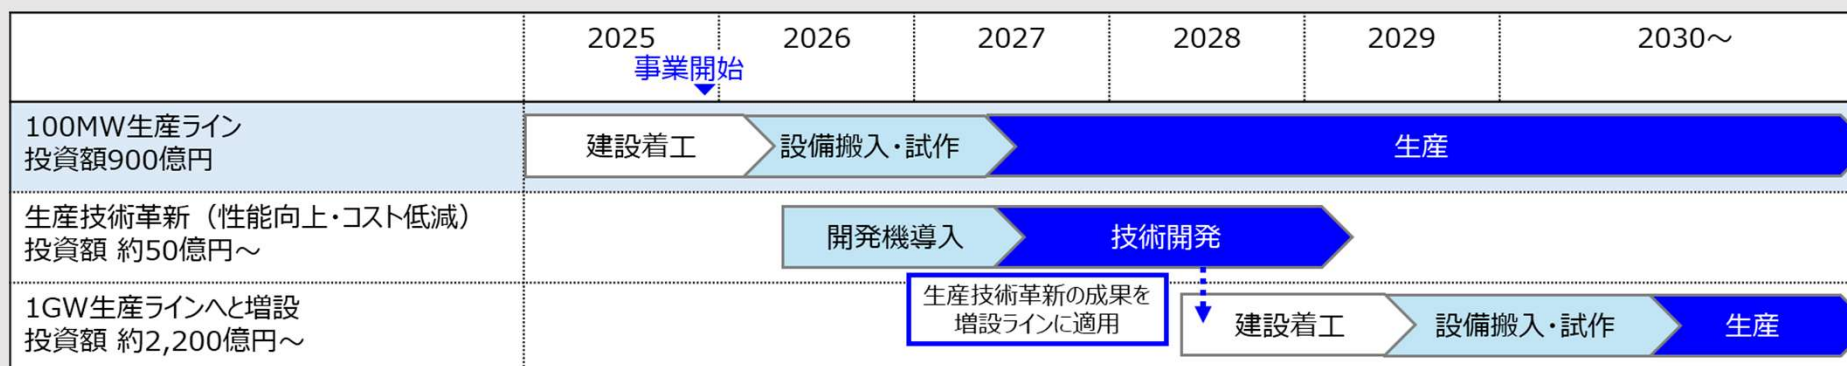 2025 2026 2027 2028 2029 2030～
事業開始
100MW生産ライン
投資額900億円
建設着工 設備搬入・試作 生産
生産技術革新（性能向上・コスト低減）
投資額 約50億円～
開発機導入 技術開発
生産技術革新の成果を
増設ラインに適用
1GW生産ラインへと増設
投資額 約2,200億円～
建設着工 設備搬入・試作 生産